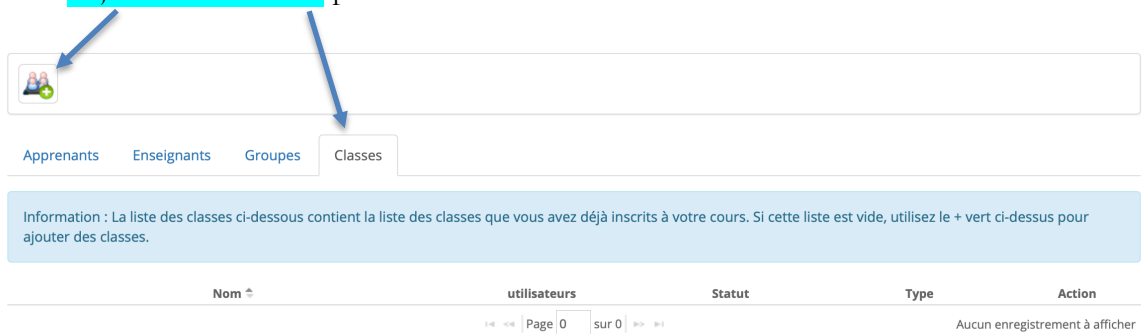 Apprenants Enseignants Groupes Classes
Information : La liste des classes ci-dessous contient la liste des classes que vous avez déjà inscrits à votre cours. Si cette liste est vide, utilisez le + vert ci-dessus pour
ajouter des classes.
Nom utilisateurs Statut Type Action
Page 0 sur 0 Aucun enregistrement à afficher